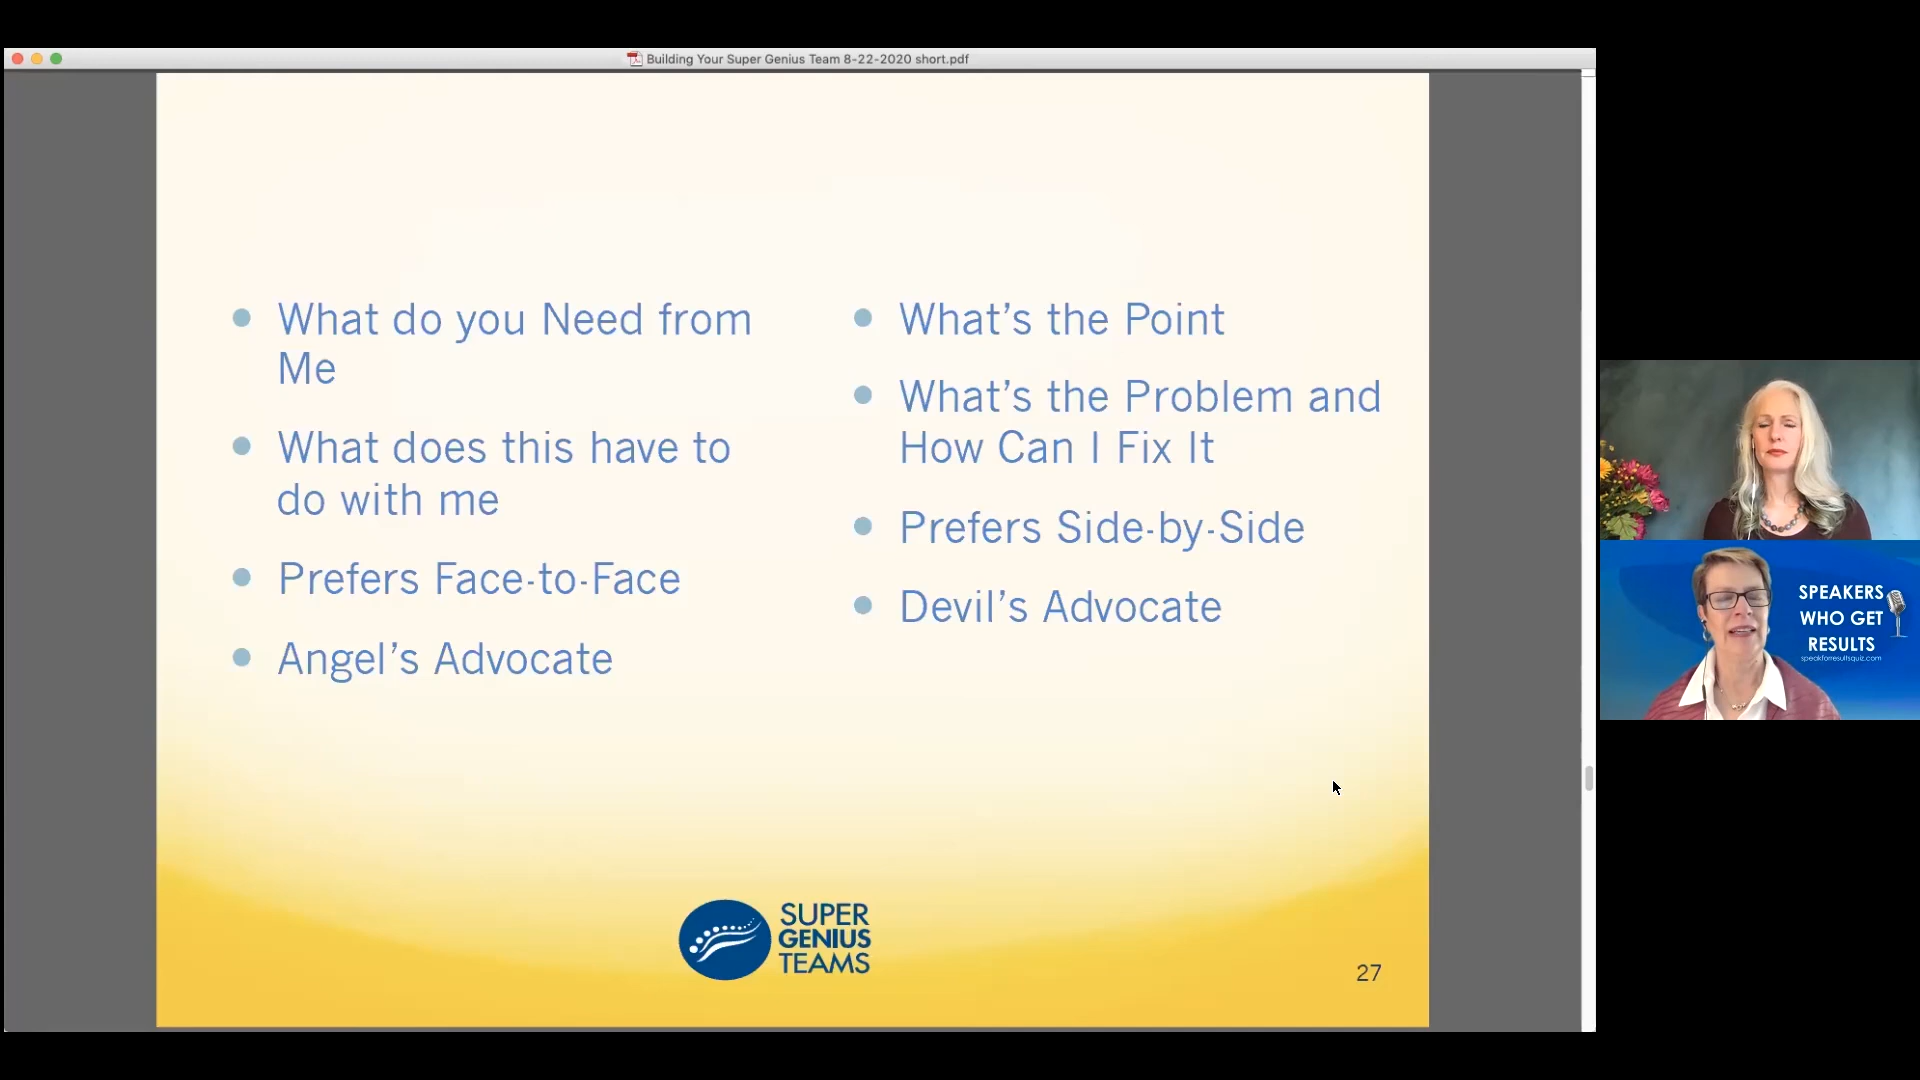 Building Your Super Genius Team 8-22-2020 short.pdf
What do you Need from
Me
What does this have to
do with me
Prefers Face-to-Face
Angel’s Advocate
What’s the Point
What’s the Problem and
How Can I Fix It
Prefers Side-by-Side
Devil’s Advocate
SUPER
GENIUS
TEAMS
27
SPEAKERS
WHO GET
RESULTS
speakforresultsquiz.com